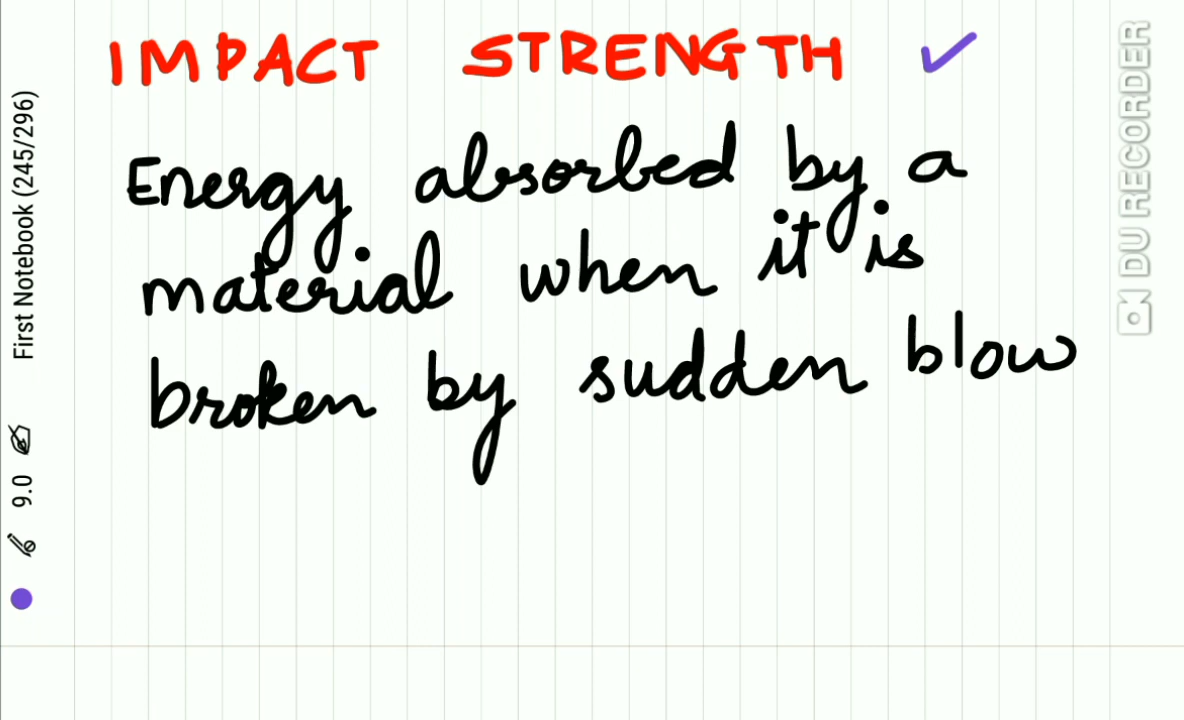 IMPACT STRENGTH ✓
Energy absorbed by a
material when it is
broken by sudden blow
First Notebook (245/296)
9.0
DU RECORDER